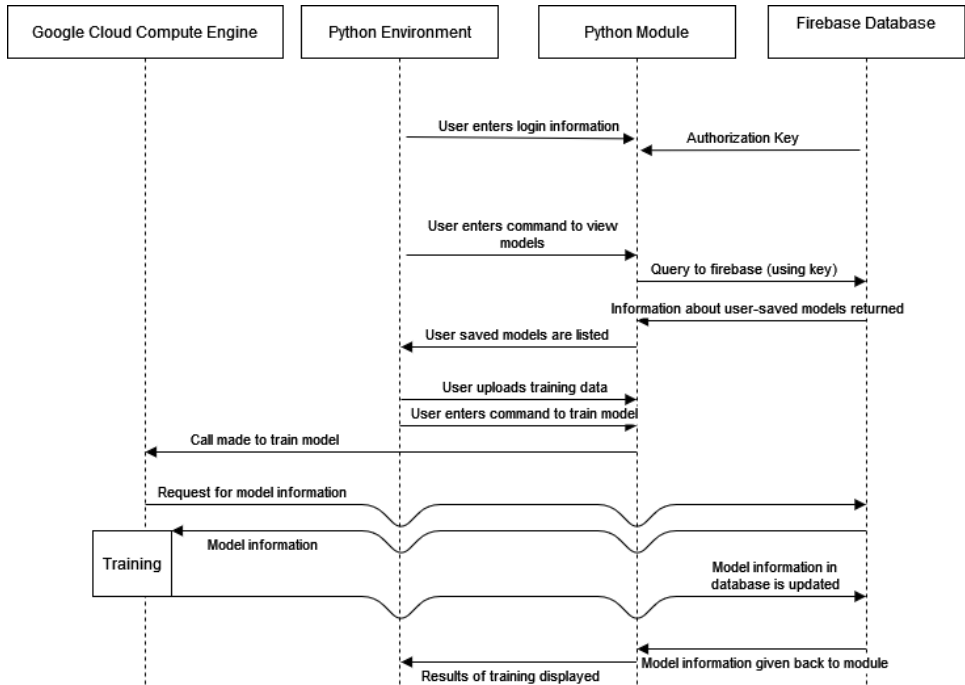 Google Cloud Compute Engine
Python Environment
Python Module
Firebase Database
User enters login information
Authorization Key
User enters command to view
models
Query to firebase (using key)
Information about user-saved models returned
User saved models are listed
User uploads training data
User enters command to train model
Call made to train model
Request for model information
Model information
Training
Model information in
database is updated
Model information given back to module
Results of training displayed